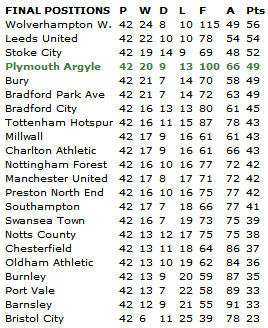 FINAL POSITIONS P W D L F A Pts
Wolverhampton W. 42 24 8 10 115 49 56
Leeds United 42 22 10 10 78 54 54
Stoke City 42 19 14 9 69 48 52
Plymouth Argyle 42 20 9 13 100 66 49
Bury 42 21 7 14 70 58 49
Bradford Park Ave 42 21 7 14 72 63 49
Bradford City 42 16 13 13 80 61 45
Tottenham Hotspur 42 16 11 15 87 78 43
Millwall 42 17 9 16 61 61 43
Charlton Athletic 42 17 9 16 61 66 43
Nottingham Forest 42 16 10 16 77 72 42
Manchester United 42 17 8 17 71 72 42
Preston North End 42 16 10 16 75 77 42
Southampton 42 17 7 18 66 77 41
Swansea Town 42 16 7 19 73 75 39
Notts County 42 13 12 17 75 75 38
Chesterfield 42 13 11 18 64 86 37
Oldham Athletic 42 13 10 19 62 84 36
Burnley 42 13 9 20 59 87 35
Port Vale 42 13 7 22 58 89 33
Barnsley 42 12 9 21 55 91 33
Bristol City 42 6 11 25 39 78 23